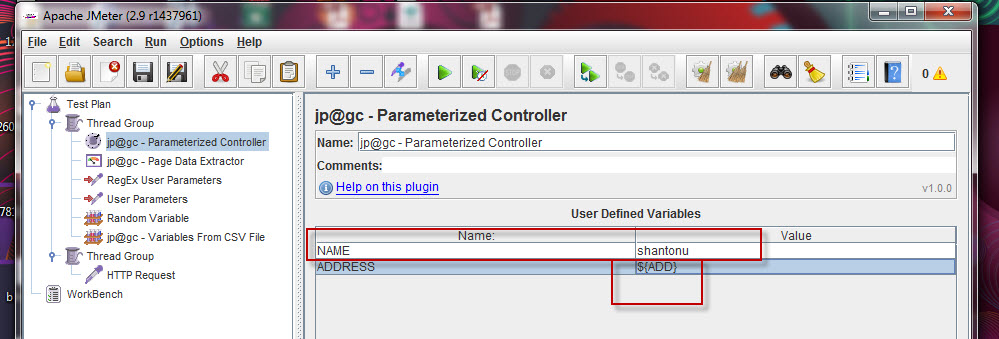 Apache JMeter (2.9 r1437961)
File Edit Search Run Options Help
0
Test Plan
Thread Group
jp@gc - Parameterized Controller
jp@gc - Page Data Extractor
RegEx User Parameters
User Parameters
Random Variable
jp@gc - Variables From CSV File
Thread Group
HTTP Request
WorkBench
jp@gc - Parameterized Controller
Name: jp@gc - Parameterized Controller
Comments:
Help on this plugin v1.0.0
User Defined Variables
Name: Value
NAME shantonu
ADDRESS ${ADD}